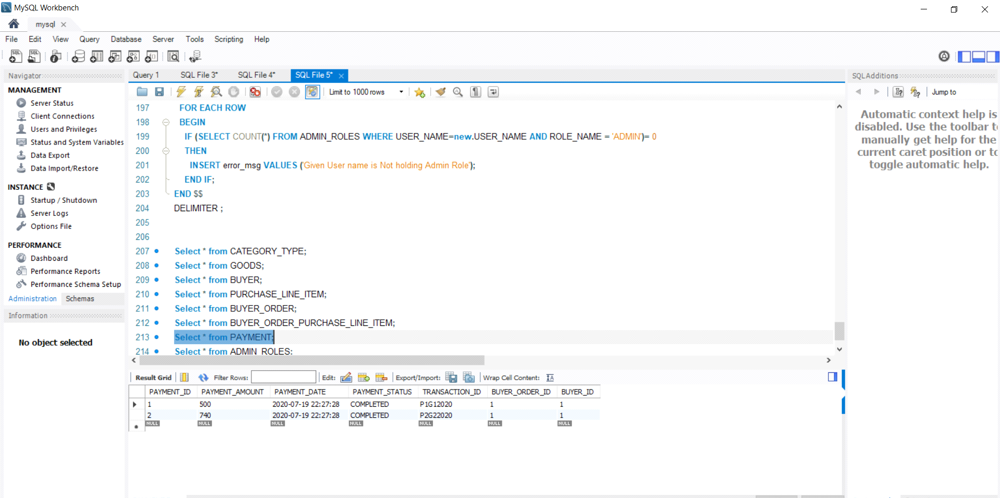 MySQL Workbench
mysql
File Edit View Query Database Server Tools Scripting Help
Navigator
MANAGEMENT
Server Status
Client Connections
Users and Privileges
Status and System Variables
Data Export
Data Import/Restore
INSTANCE
Startup / Shutdown
Server Logs
Options File
PERFORMANCE
Dashboard
Performance Reports
Performance Schema Setup
Administration Schemas
Information
No object selected
Query 1 SQL File 3* SQL File 4* SQL File 5*
Limit to 1000 rows
197 FOR EACH ROW
198 BEGIN
199 IF (SELECT COUNT(*) FROM ADMIN_ROLES WHERE USER_NAME=new.USER_NAME AND ROLE_NAME = 'ADMIN')= 0
200 THEN
201 INSERT error_msg VALUES ('Given User name is Not holding Admin Role');
202 END IF;
203 END $$
204 DELIMITER ;
205
206
207 Select * from CATEGORY_TYPE;
208 Select * from GOODS;
209 Select * from BUYER;
210 Select * from PURCHASE_LINE_ITEM;
211 Select * from BUYER_ORDER;
212 Select * from BUYER_ORDER_PURCHASE_LINE_ITEM;
213 Select * from PAYMENT;
214 Select * from ADMIN_ROLES;
Result Grid Filter Rows: Edit: Export/Import: Wrap Cell Content:
PAYMENT_ID PAYMENT_AMOUNT PAYMENT_DATE PAYMENT_STATUS TRANSACTION_ID BUYER_ORDER_ID BUYER_ID
1 500 2020-07-19 22:27:28 COMPLETED P1G12020 1 1
2 740 2020-07-19 22:27:28 COMPLETED P2G22020 1 1
NULL NULL NULL NULL NULL NULL NULL
SQLAdditions
Jump to
Automatic context help is
disabled. Use the toolbar t
manually get help for the
current caret position or to
toggle automatic help.